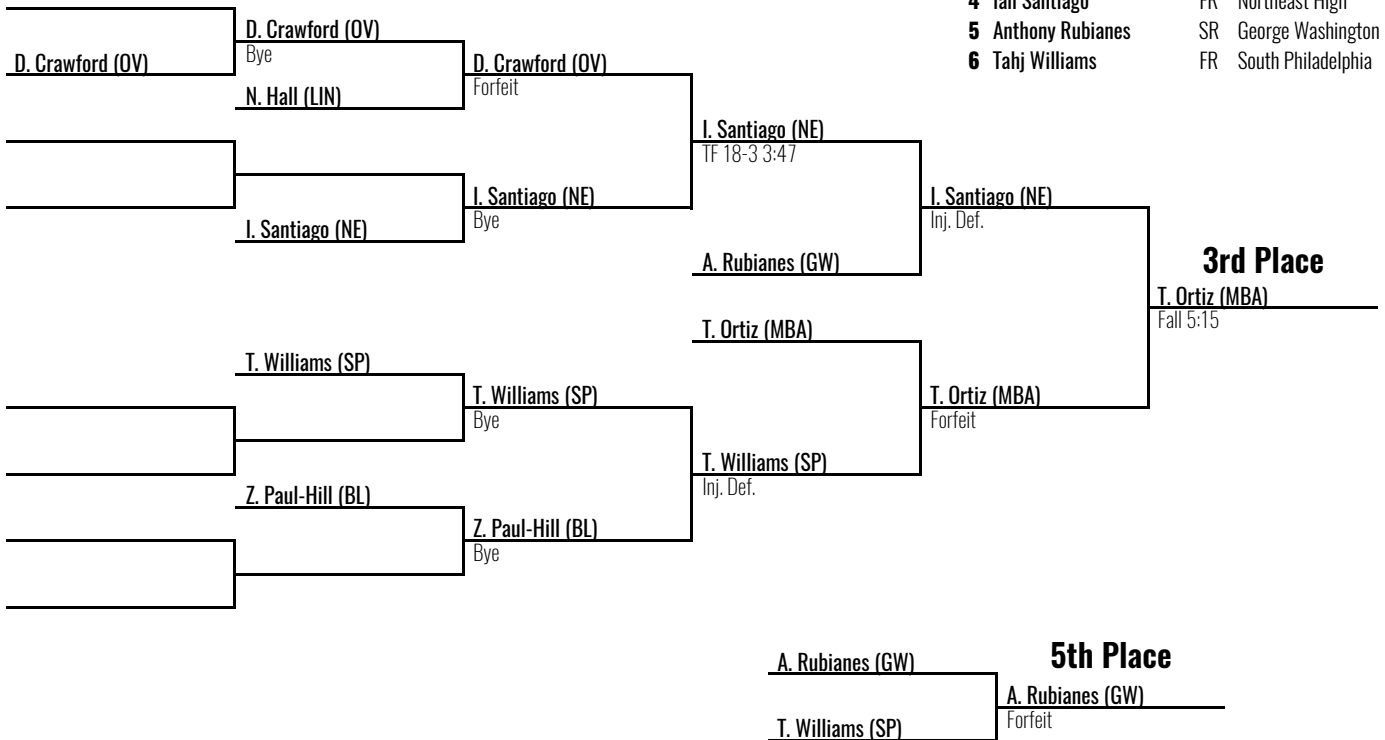 4 Ian Santiago FR Northeast High
5 Anthony Rubianes SR George Washington
6 Tahj Williams FR South Philadelphia
D. Crawford (OV)
D. Crawford (OV)
Bye
N. Hall (LIN)
D. Crawford (OV)
Forfeit
I. Santiago (NE)
TF 18-3 3:47
I. Santiago (NE)
Bye
I. Santiago (NE)
I. Santiago (NE)
Inj. Def.
A. Rubianes (GW)
3rd Place
T. Ortiz (MBA)
Fall 5:15
T. Ortiz (MBA)
T. Williams (SP)
T. Williams (SP)
Bye
T. Ortiz (MBA)
Forfeit
T. Williams (SP)
Inj. Def.
Z. Paul-Hill (BL)
Z. Paul-Hill (BL)
Bye
5th Place
A. Rubianes (GW)
A. Rubianes (GW)
Forfeit
T. Williams (SP)